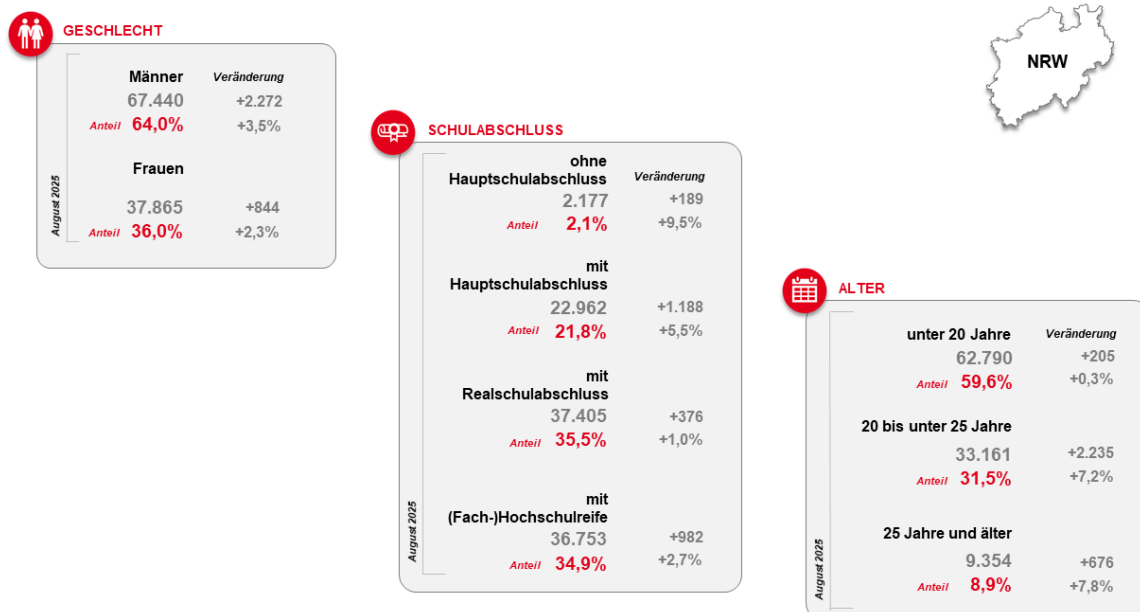 GESCHLECHT
Männer Veränderung
67.440 +2.272
Anteil 64,0% +3,5%
Frauen
37.865 +844
Anteil 36,0% +2,3%
August 2025
SCHULABSCHLUSS
ohne
Hauptschulabschluss Veränderung
2.177 +189
Anteil 2,1% +9,5%
mit
Hauptschulabschluss
22.962 +1.188
Anteil 21,8% +5,5%
mit
Realschulabschluss
37.405 +376
Anteil 35,5% +1,0%
mit
(Fach-)Hochschulreife
36.753 +982
Anteil 34,9% +2,7%
August 2025
NRW
ALTER
unter 20 Jahre Veränderung
62.790 +205
Anteil 59,6% +0,3%
20 bis unter 25 Jahre
33.161 +2.235
Anteil 31,5% +7,2%
25 Jahre und älter
9.354 +676
Anteil 8,9% +7,8%
August 2025